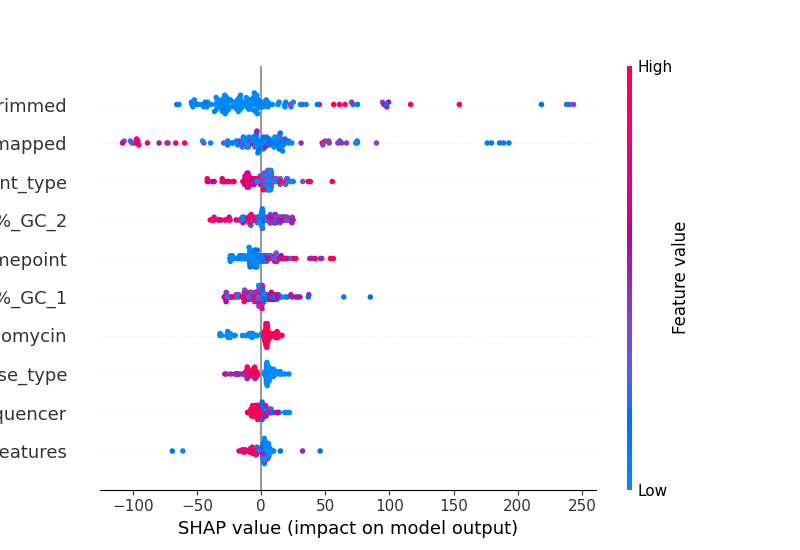 High
rimmed
mapped
nt_type
%_GC_2
nepoint
%_GC_1
omycin
se_type
quencer
eatures
Low
Feature value
−100
−50
0
50
100
150
200
250
SHAP value (impact on model output)